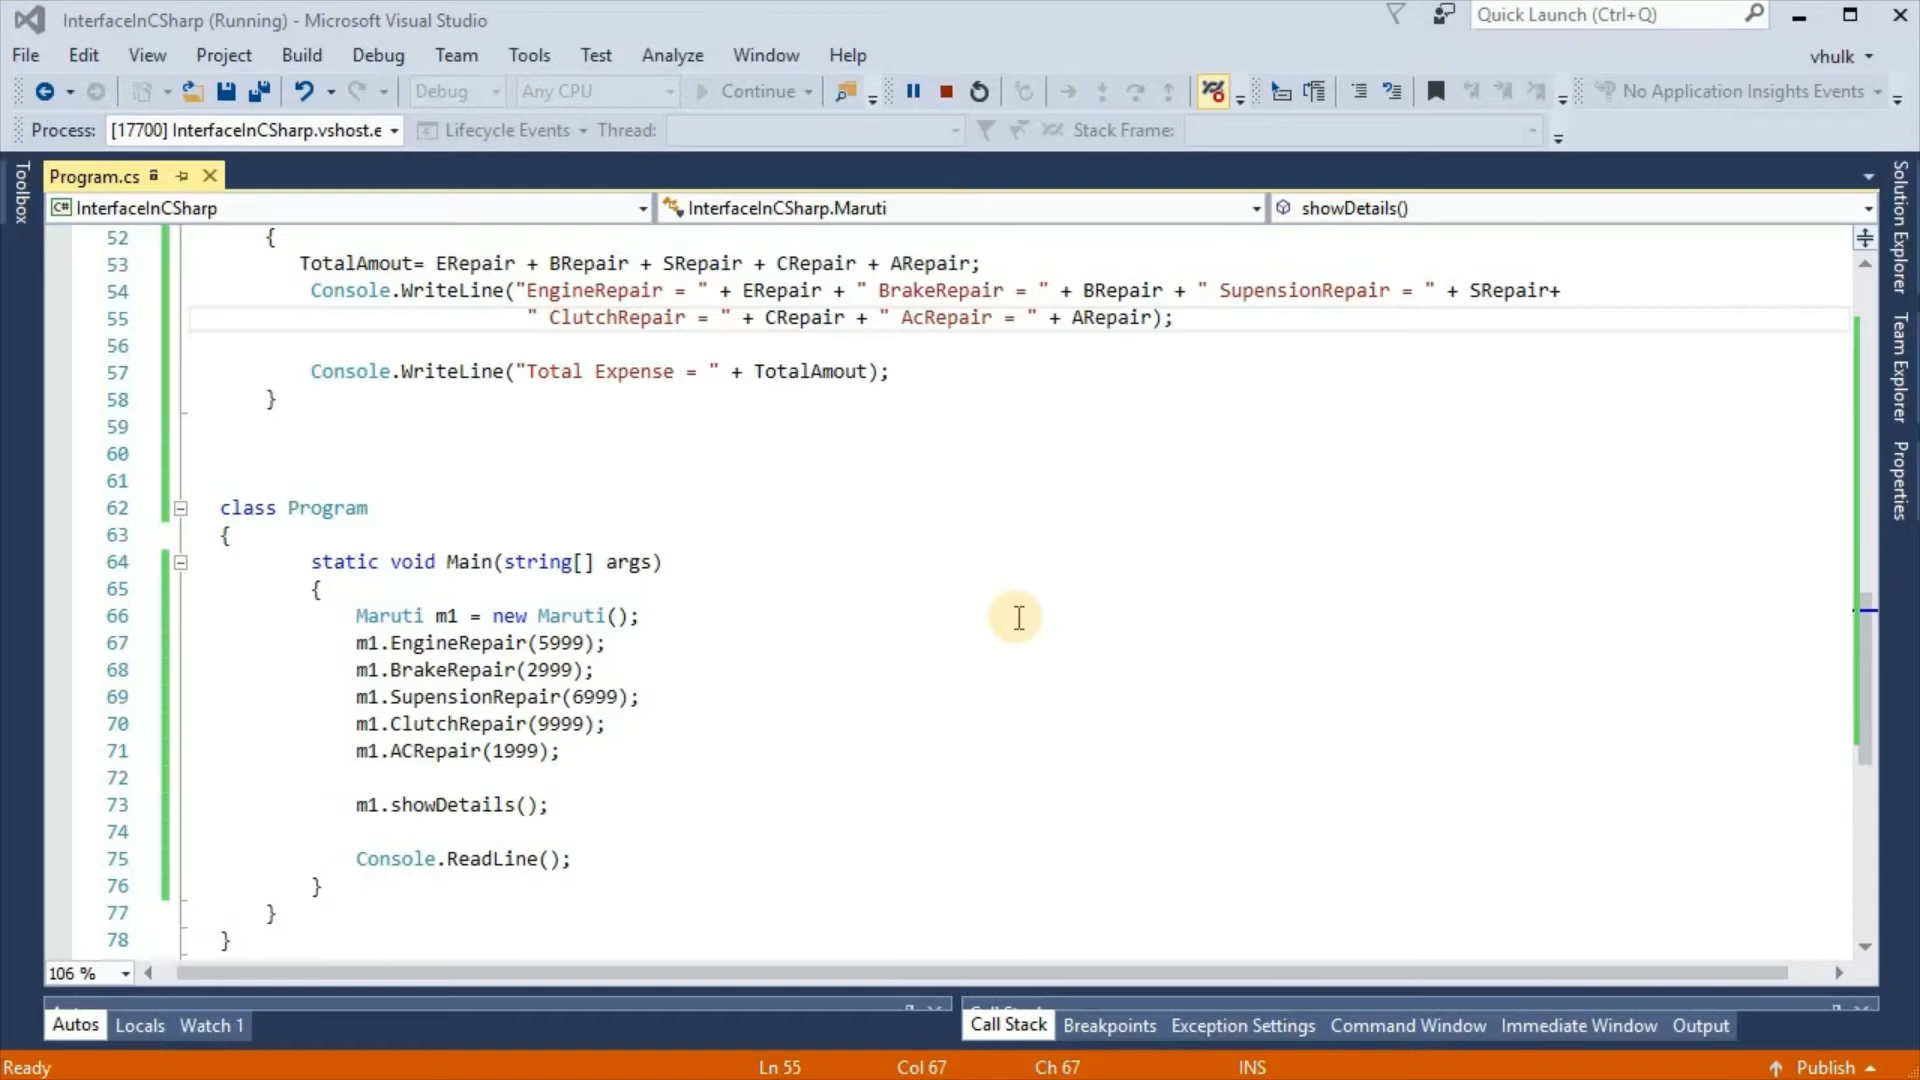 InterfaceInCSharp (Running) - Microsoft Visual Studio
Quick Launch (Ctrl+Q)
File Edit View Project Build Debug Team Tools Test Analyze Window Help
vhulk
Debug Any CPU Continue No Application Insights Events
Process: [17700] InterfaceInCSharp.vshost.e Lifecycle Events Thread: Stack Frame:
Toolbox
Program.cs
InterfaceInCSharp InterfaceInCSharp.Maruti showDetails()
52 {
53 TotalAmout= ERepair + BRepair + SRepair + CRepair + ARepair;
54 Console.WriteLine("EngineRepair = " + ERepair + " BrakeRepair = " + BRepair + " SupensionRepair = " + SRepair+
55 " ClutchRepair = " + CRepair + " AcRepair = " + ARepair);
56
57 Console.WriteLine("Total Expense = " + TotalAmout);
58 }
59
60
61
62 class Program
63 {
64 static void Main(string[] args)
65 {
66 Maruti m1 = new Maruti();
67 m1.EngineRepair(5999);
68 m1.BrakeRepair(2999);
69 m1.SupensionRepair(6999);
70 m1.ClutchRepair(9999);
71 m1.ACRepair(1999);
72
73 m1.showDetails();
74
75 Console.ReadLine();
76 }
77 }
78 }
Solution Explorer
Team Explorer
Properties
106 %
Autos Locals Watch 1
Call Stack Breakpoints Exception Settings Command Window Immediate Window Output
Ready Ln 55 Col 67 Ch 67 INS Publish